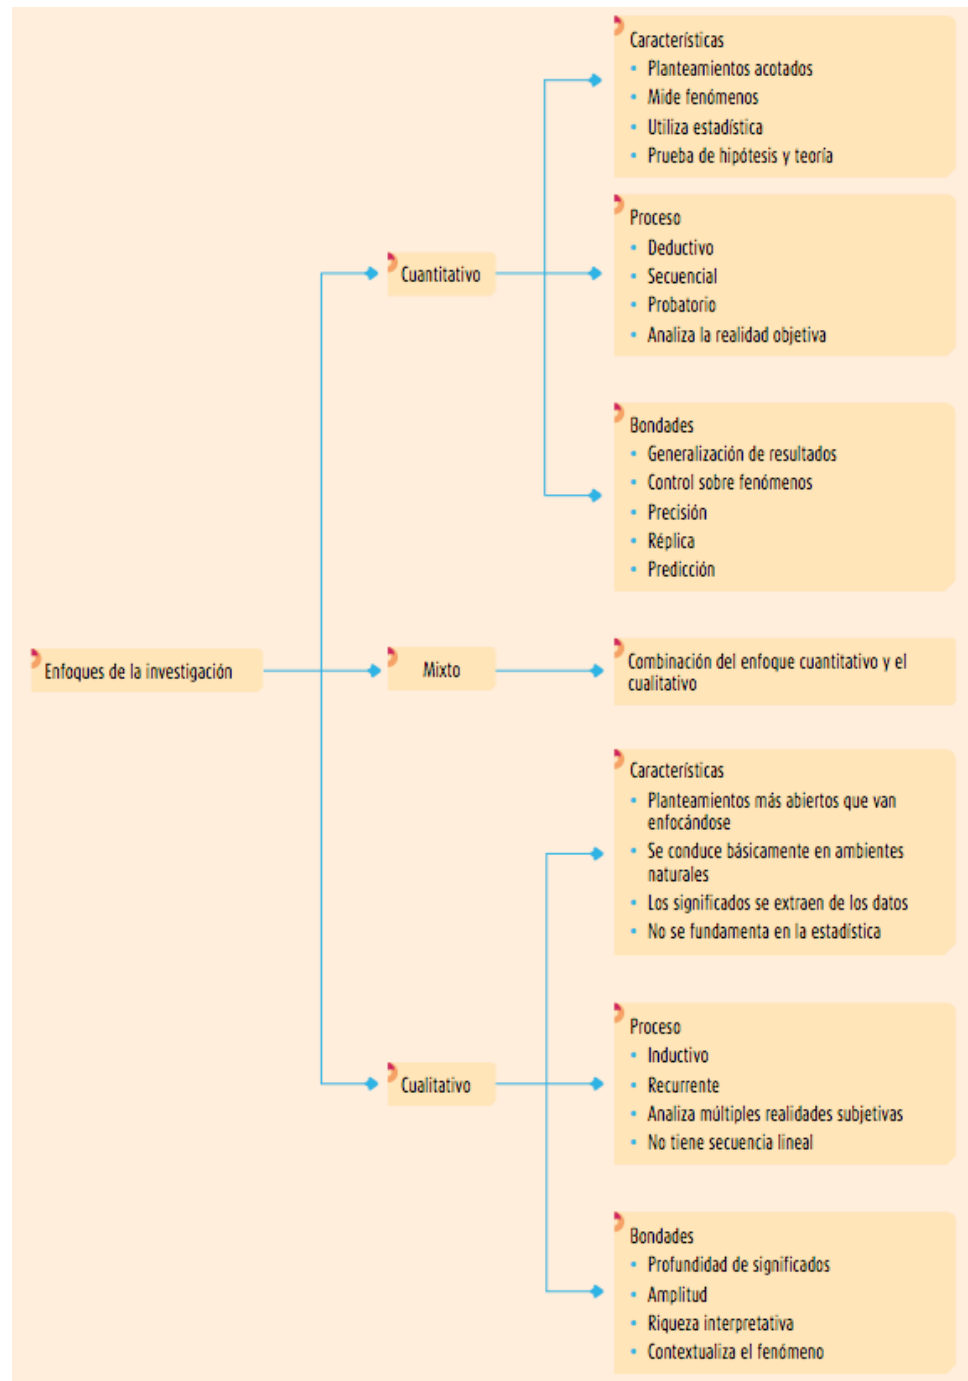 Enfoques de la investigación
Cuantitativo
Características
• Planteamientos acotados
• Mide fenómenos
• Utiliza estadística
• Prueba de hipótesis y teoría
Proceso
• Deductivo
• Secuencial
• Probatorio
• Analiza la realidad objetiva
Bondades
• Generalización de resultados
• Control sobre fenómenos
• Precisión
• Réplica
• Predicción
Mixto
Combinación del enfoque cuantitativo y el
cualitativo
Cualitativo
Características
• Planteamientos más abiertos que van
enfocándose
• Se conduce básicamente en ambientes
naturales
• Los significados se extraen de los datos
• No se fundamenta en la estadística
Proceso
• Inductivo
• Recurrente
• Analiza múltiples realidades subjetivas
• No tiene secuencia lineal
Bondades
• Profundidad de significados
• Amplitud
• Riqueza interpretativa
• Contextualiza el fenómeno